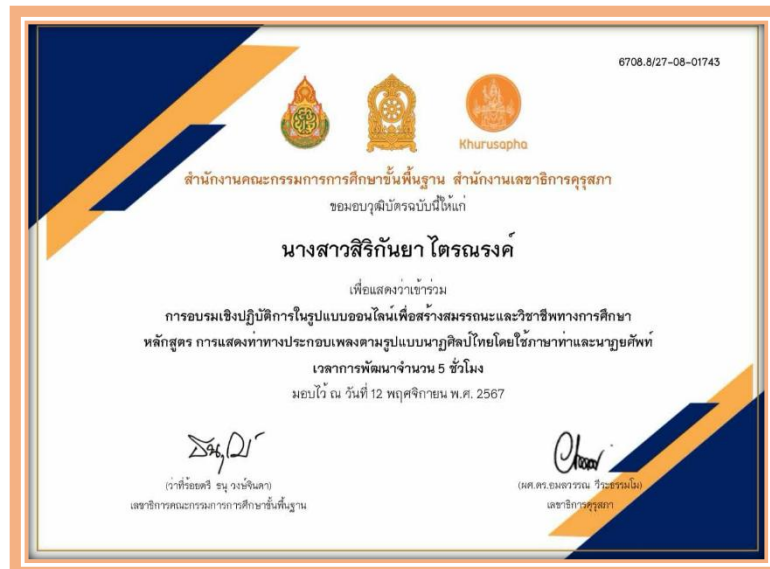 6708.8/27-08-01743
Khurusapha
สำนักงานคณะกรรมการการศึกษาขั้นพื้นฐาน สำนักงานเลขาธิการคุรุสภา
ขอมอบวุฒิบัตรฉบับนี้ให้แก่
นางสาวสิริกันยา ไตรณรงค์
เพื่อแสดงว่าเข้าร่วม
การอบรมเชิงปฏิบัติการในรูปแบบออนไลน์เพื่อสร้างสมรรถนะและวิชาชีพทางการศึกษา
หลักสูตร การแสดงท่าทางประกอบเพลงตามรูปแบบนาฏศิลป์ไทยโดยใช้ภาษาท่าและนาฏยศัพท์
เวลาการพัฒนาจำนวน 5 ชั่วโมง
มอบไว้ ณ วันที่ 12 พฤศจิกายน พ.ศ. 2567
(ว่าที่ร้อยตรี ธนุ วงษ์จินดา)
เลขาธิการคณะกรรมการการศึกษาขั้นพื้นฐาน
(ผศ.ดร.อมลวรรณ วีระธรรมโม)
เลขาธิการคุรุสภา